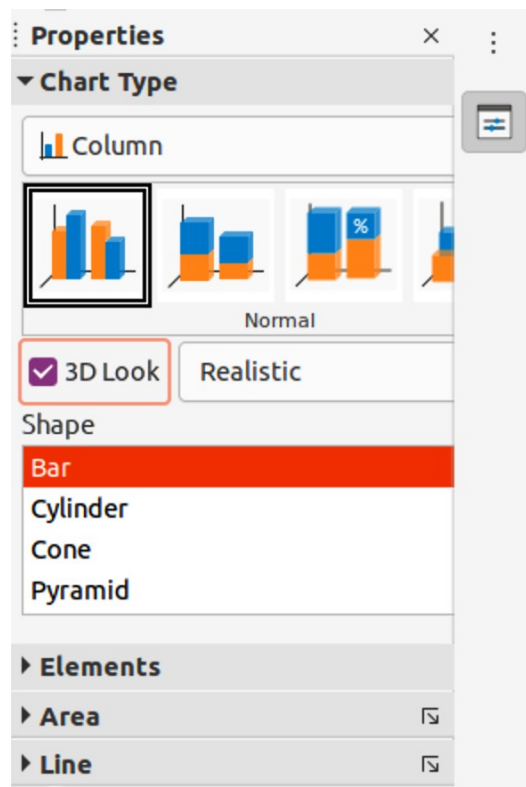 Properties
Chart Type
Column
%
Normal
3D Look Realistic
Shape
Bar
Cylinder
Cone
Pyramid
Elements
Area
Line